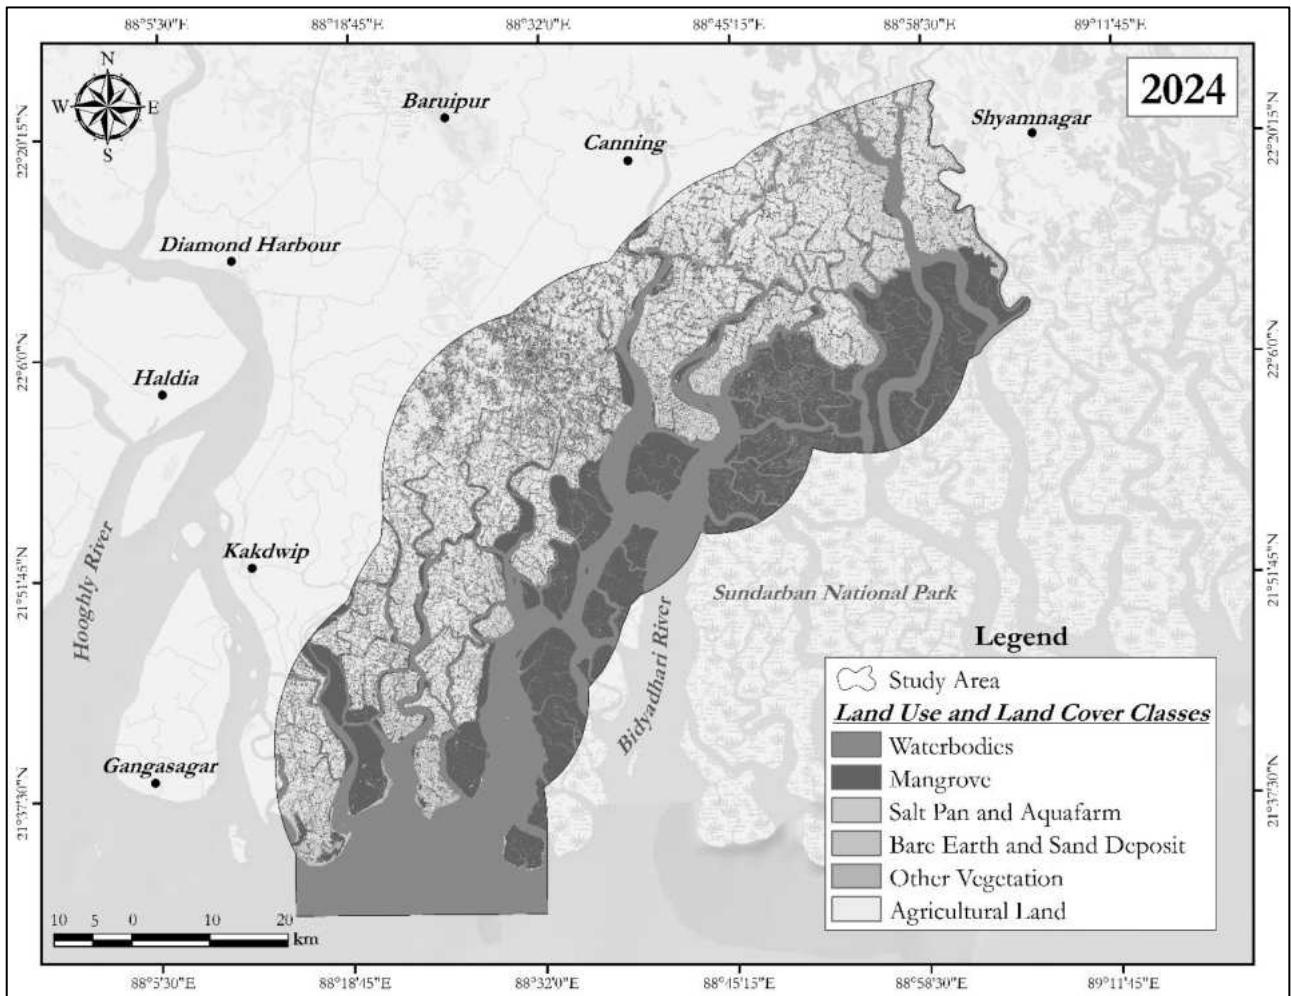 88°5'30"E 88°18'45"E 88°32'0"E 88°45'15"E 88°58'30"E 89°11'45"E
N
W E
S
2024
Baruipur
Shyamnagar
Canning
22°20'15"N 22°20'15"N
Diamond Harbour
22°6'0"N 22°6'0"N
Haldia
Kakdwip
Hooghly River
21°51'45"N 21°51'45"N
Sundarban National Park
Bidyadhari River
Gangasagar
21°37'30"N 21°37'30"N
Legend
Study Area
Land Use and Land Cover Classes
Waterbodies
Mangrove
Salt Pan and Aquafarm
Bare Earth and Sand Deposit
Other Vegetation
Agricultural Land
10 5 0 10 20
km
88°5'30"E 88°18'45"E 88°32'0"E 88°45'15"E 88°58'30"E 89°11'45"E